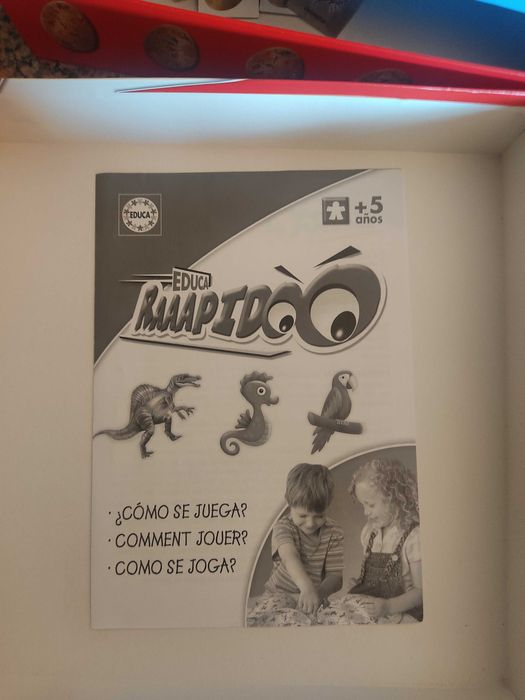 EDUCA
+5
años
EDUCA
RAAAPIDOO
· ¿CÓMO SE JUEGA?
· COMMENT JOUER?
· COMO SE JOGA?